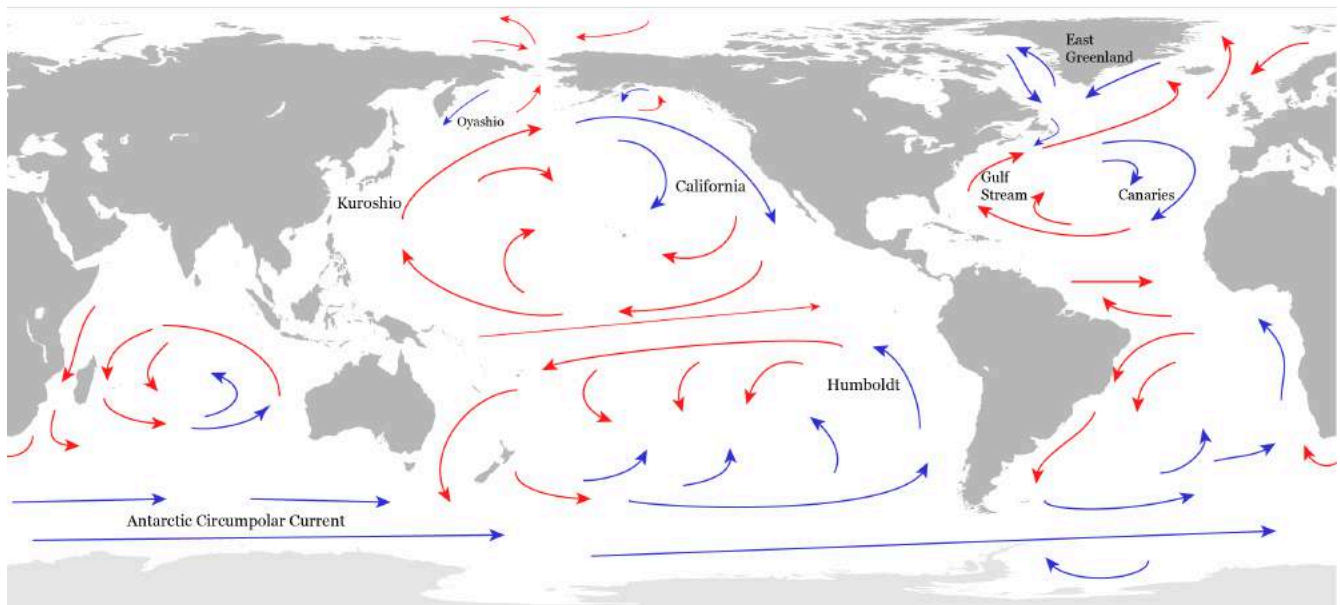 East
Greenland
Oyashio
Kuroshio
California
Gulf
Stream
Canaries
Humboldt
Antarctic Circumpolar Current